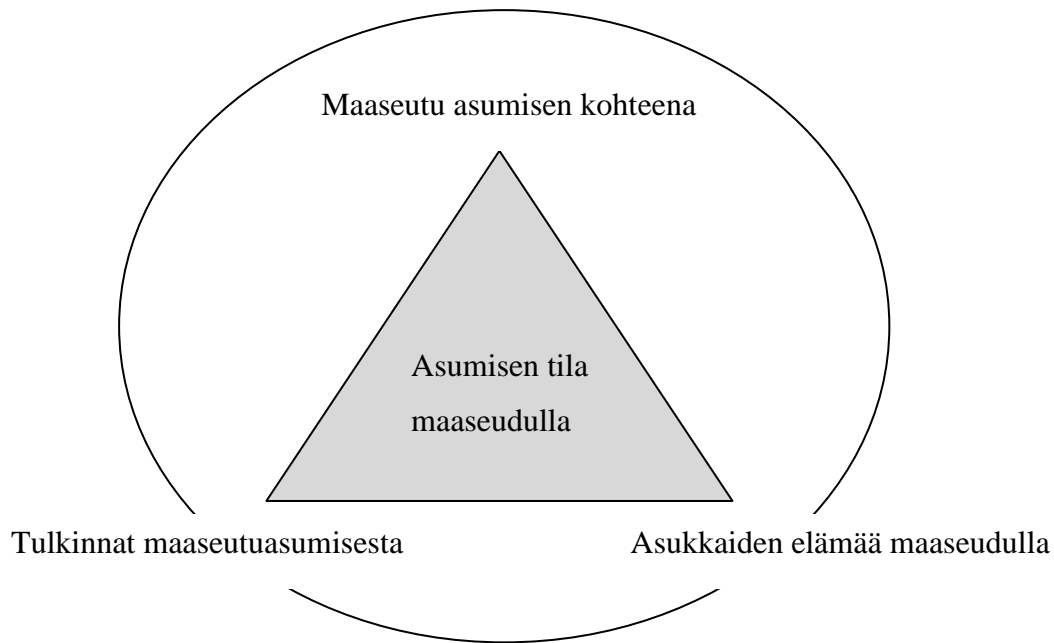 Maaseutu asumisen kohteena
Asumisen tila
maaseudulla
Tulkinnat maaseutuasumisesta
Asukkaiden elämää maaseudulla